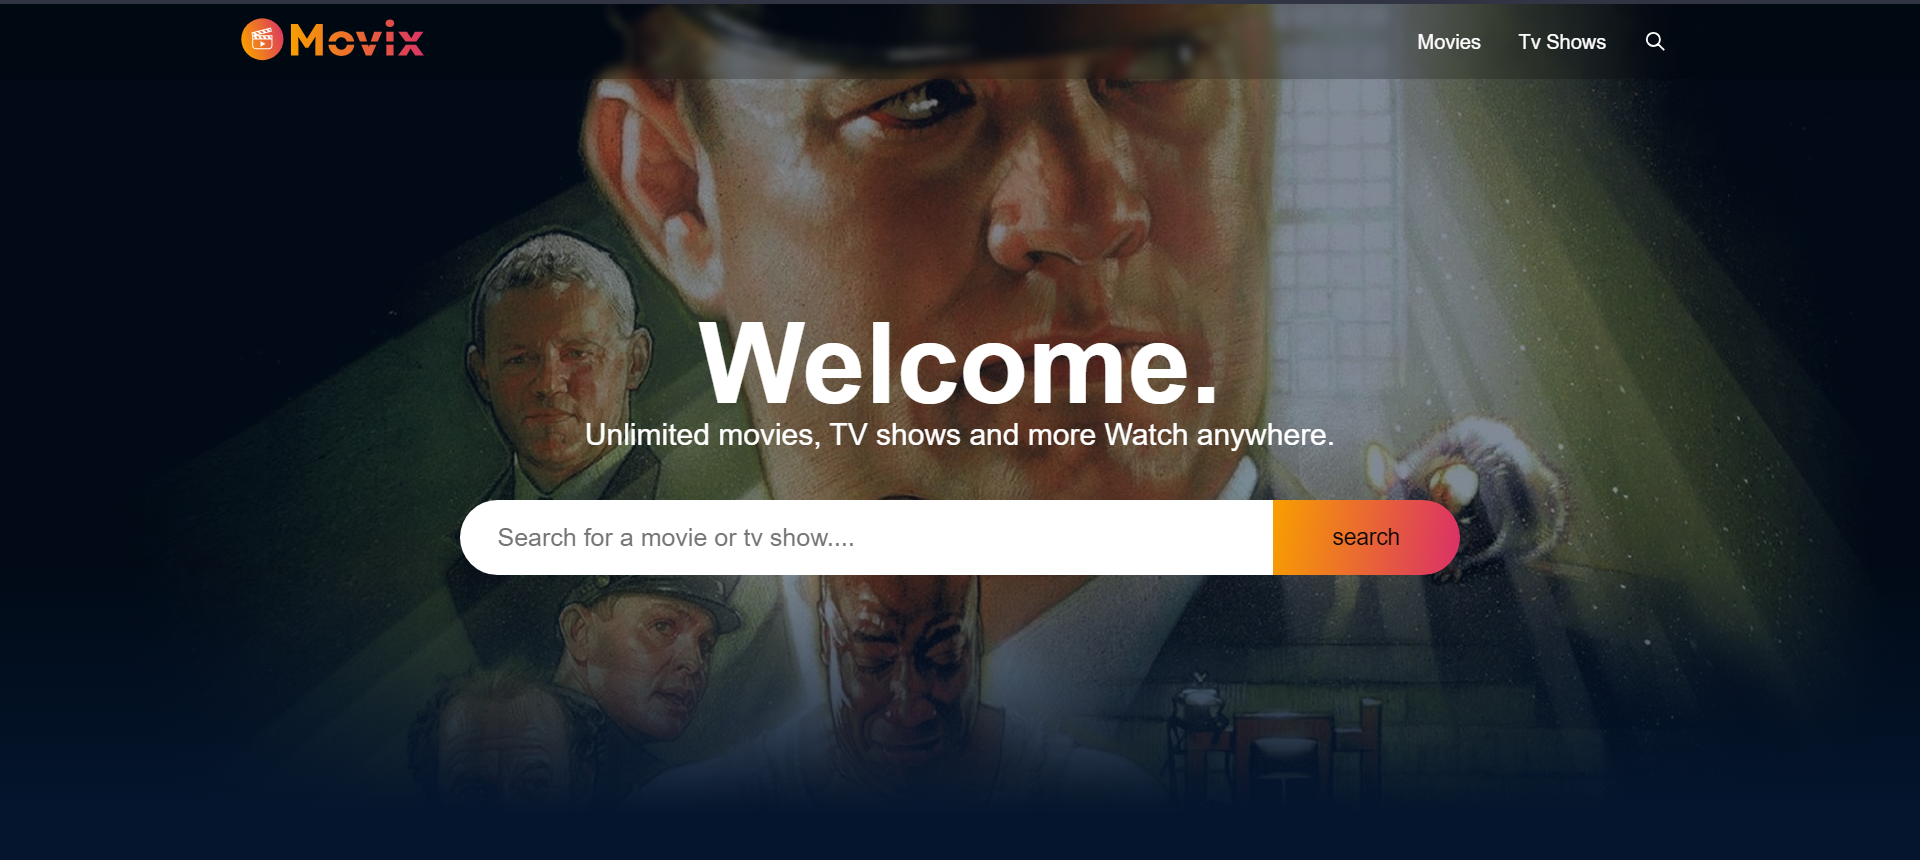 Movix
Movies
Tv Shows
Welcome.
Unlimited movies, TV shows and more Watch anywhere.
Search for a movie or tv show....
search